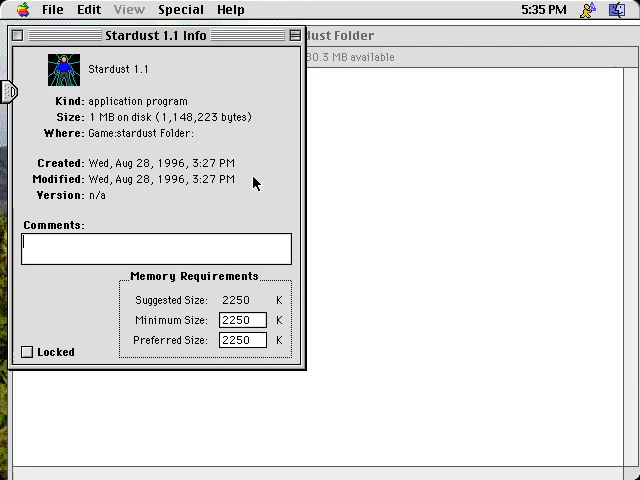 File Edit View Special Help 5:35 PM
Stardust 1.1 Info
dust Folder
80.3 MB available
Stardust 1.1
Kind: application program
Size: 1 MB on disk (1,148,223 bytes)
Where: Game:stardust Folder:
Created: Wed, Aug 28, 1996, 3:27 PM
Modified: Wed, Aug 28, 1996, 3:27 PM
Version: n/a
Comments:
Memory Requirements
Suggested Size: 2250 K
Minimum Size: 2250 K
Preferred Size: 2250 K
Locked